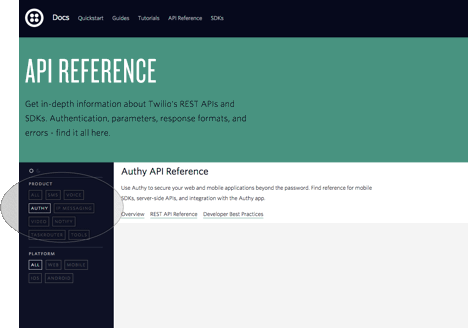 Docs Quickstart Guides Tutorials API Reference SDKs
API REFERENCE
Get in-depth information about Twilio's REST APIs and
SDKs. Authentication, parameters, response formats, and
errors - find it all here.
PRODUCT
ALL SMS VOICE
AUTHY IP MESSAGING
VIDEO NOTIFY
TASKROUTER TOOLS
PLATFORM
ALL WEB MOBILE
IOS ANDROID
Authy API Reference
Use Authy to secure your web and mobile applications beyond the password. Find reference for mobile
SDKs, server-side APIs, and integration with the Authy app.
Overview REST API Reference Developer Best Practices